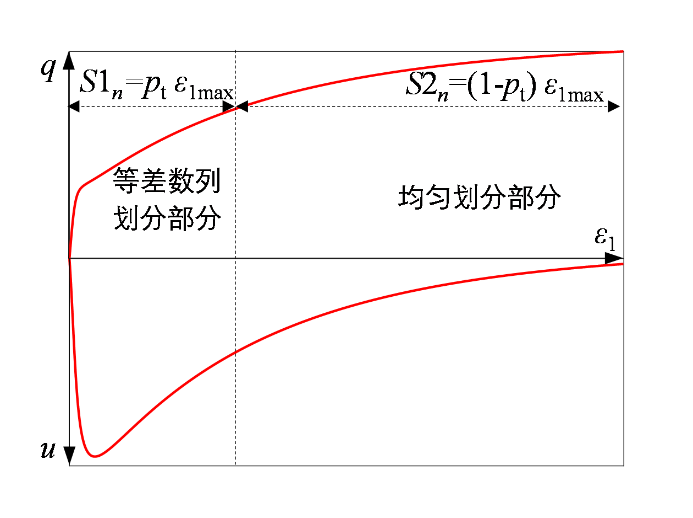 q
S1ₙ=pₜ ε₁ₘₐₓ
S2ₙ=(1-pₜ) ε₁ₘₐₓ
等差数列
划分部分
均匀划分部分
ε₁
u